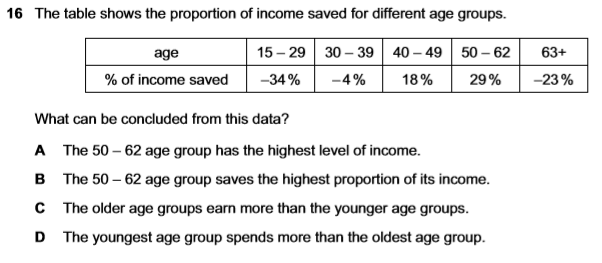 16 The table shows the proportion of income saved for different age groups.
age 15 – 29 30 – 39 40 – 49 50 – 62 63+
% of income saved –34% –4% 18% 29% –23%
What can be concluded from this data?
A The 50 – 62 age group has the highest level of income.
B The 50 – 62 age group saves the highest proportion of its income.
C The older age groups earn more than the younger age groups.
D The youngest age group spends more than the oldest age group.